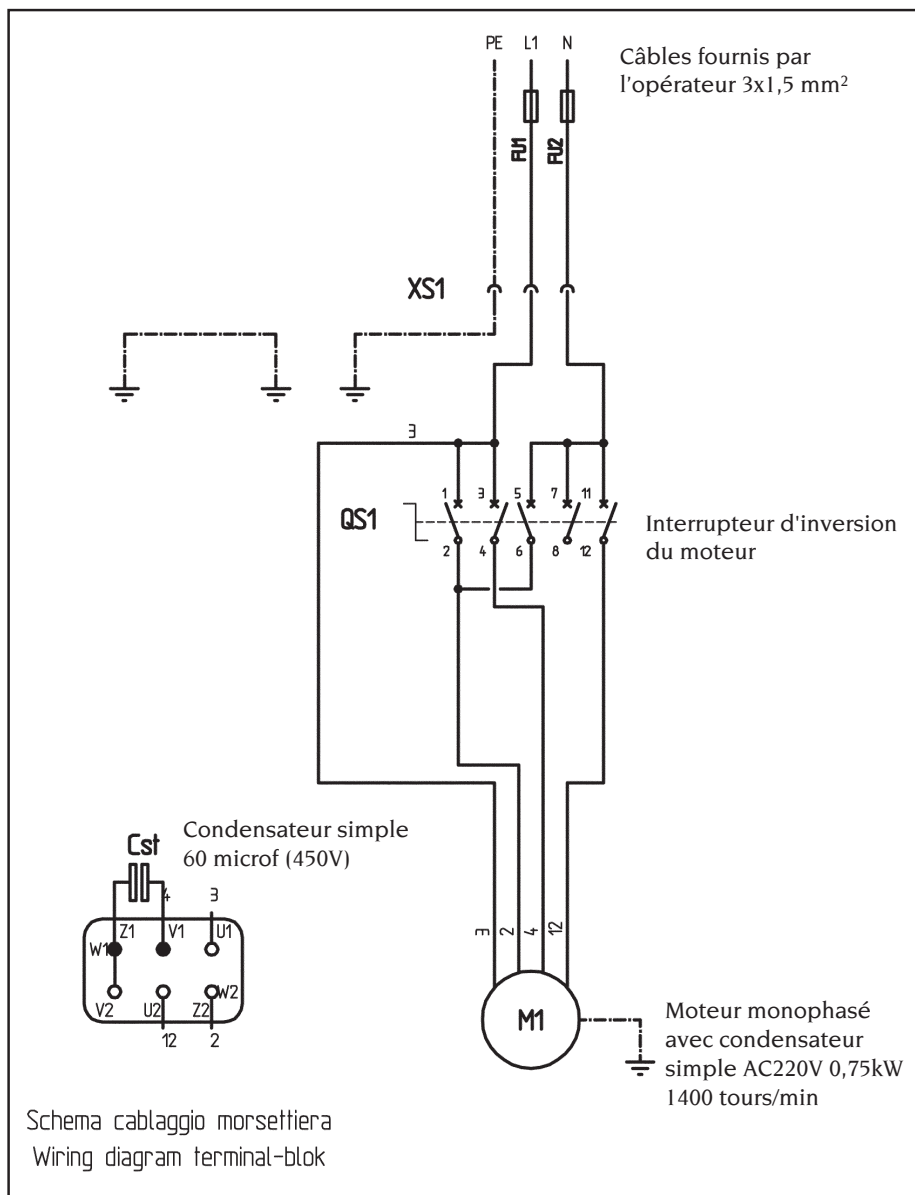 PE L1 N
Câbles fournis par
l'opérateur 3x1,5 mm²
FU1 FU2
XS1
3
1 3 5 7 11
QS1
Interrupteur d'inversion
du moteur
2 4 6 8 12
Condensateur simple
60 microf (450V)
Cst
4 3
Z1 V1 U1
W1
W2
V2 U2 Z2
12 2
3 2 4 12
M1
Moteur monophasé
avec condensateur
simple AC220V 0,75kW
1400 tours/min
Schema cablaggio morsettiera
Wiring diagram terminal-blok